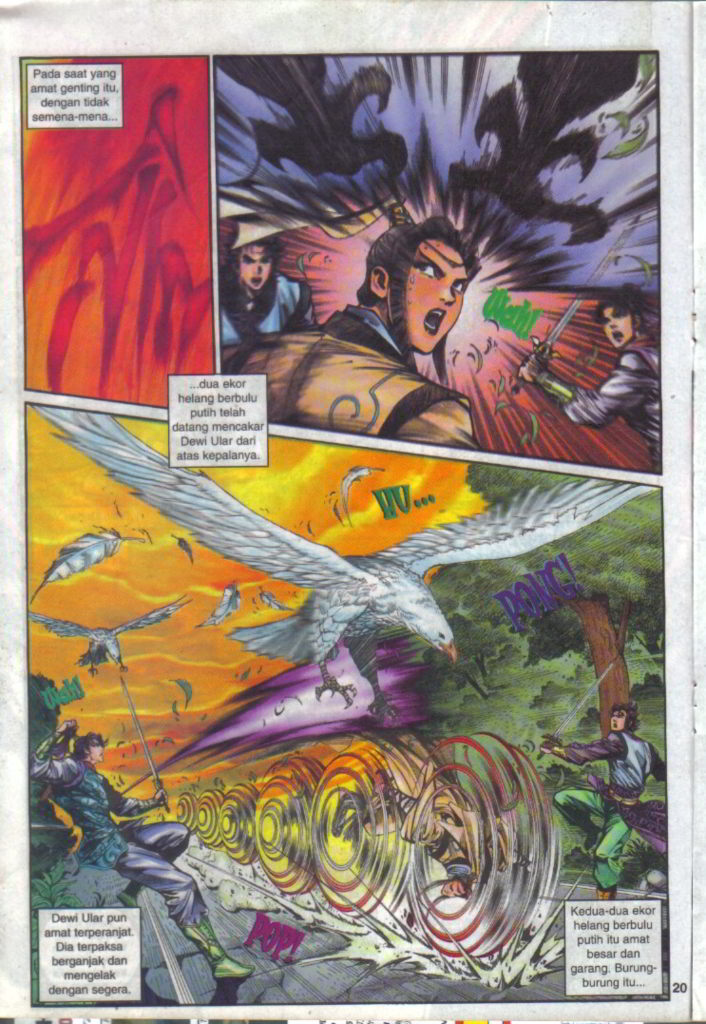 Pada saat yang
amat genting itu,
dengan tidak
semena-mena...
Wah!
...dua ekor
helang berbulu
putih telah
datang mencakar
Dewi Ular dari
atas kepalanya.
VU...
PONG!
Wah!
POP!
Dewi Ular pun
amat terperanjat.
Dia terpaksa
berganjak dan
mengelak
dengan segera.
Kedua-dua ekor
helang berbulu
putih itu amat
besar dan
garang. Burung-
burung itu...
20